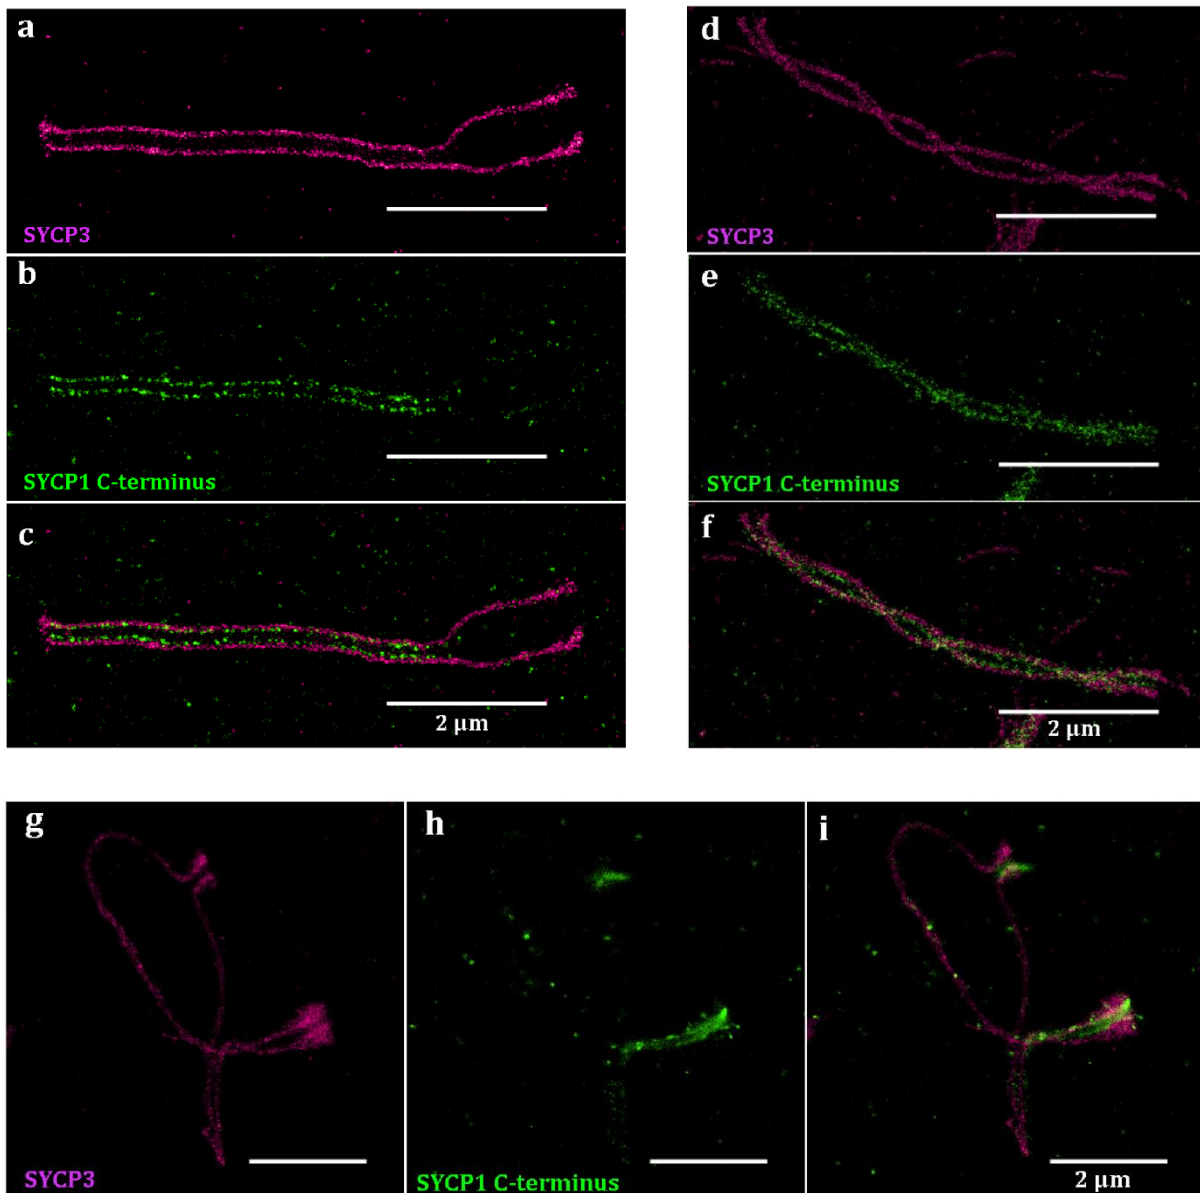 a
SYCP3
b
SYCP1 C-terminus
c
2 μm
d
SYCP3
e
SYCP1 C-terminus
f
2 μm
g
SYCP3
h
SYCP1 C-terminus
i
2 μm